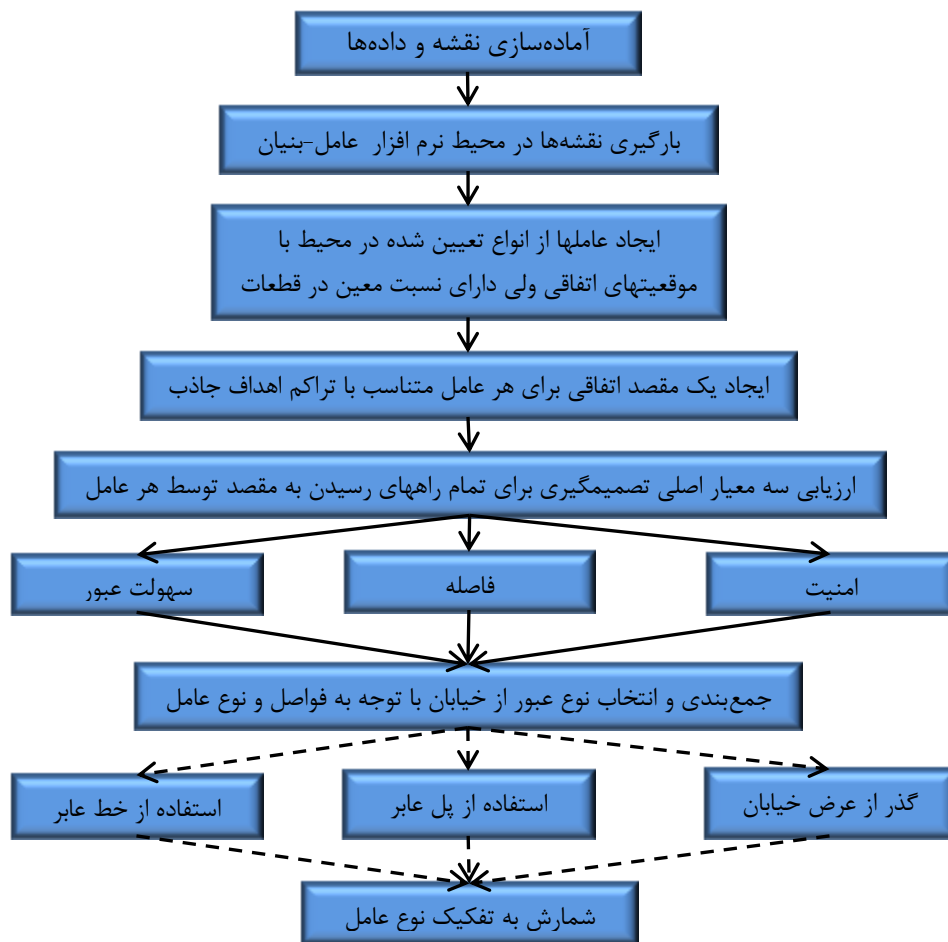 آماده‌سازی نقشه و داده‌ها
بارگیری نقشه‌ها در محیط نرم افزار عامل-بنیان
ایجاد عاملها از انواع تعیین شده در محیط با
موقعیتهای اتفاقی ولی دارای نسبت معین در قطعات
ایجاد یک مقصد اتفاقی برای هر عامل متناسب با تراکم اهداف جاذب
ارزیابی سه معیار اصلی تصمیمگیری برای تمام راههای رسیدن به مقصد توسط هر عامل
امنیت
فاصله
سهولت عبور
جمع‌بندی و انتخاب نوع عبور از خیابان با توجه به فواصل و نوع عامل
گذر از عرض خیابان
استفاده از پل عابر
استفاده از خط عابر
شمارش به تفکیک نوع عامل